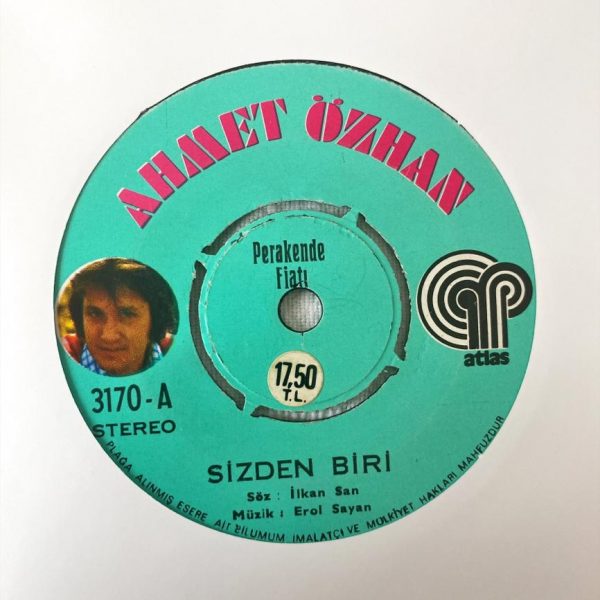 AHMET ÖZHAN
Perakende
Fiatı
17,50
T.L.
atlas
3170-A
STEREO
SİZDEN BİRİ
Söz : İlkan San
Müzik : Erol Sayan
PLAĞA ALINMIŞ ESERE AİT BİLUMUM İMALATÇI VE MÜLKİYET HAKLARI MAHFUZDUR